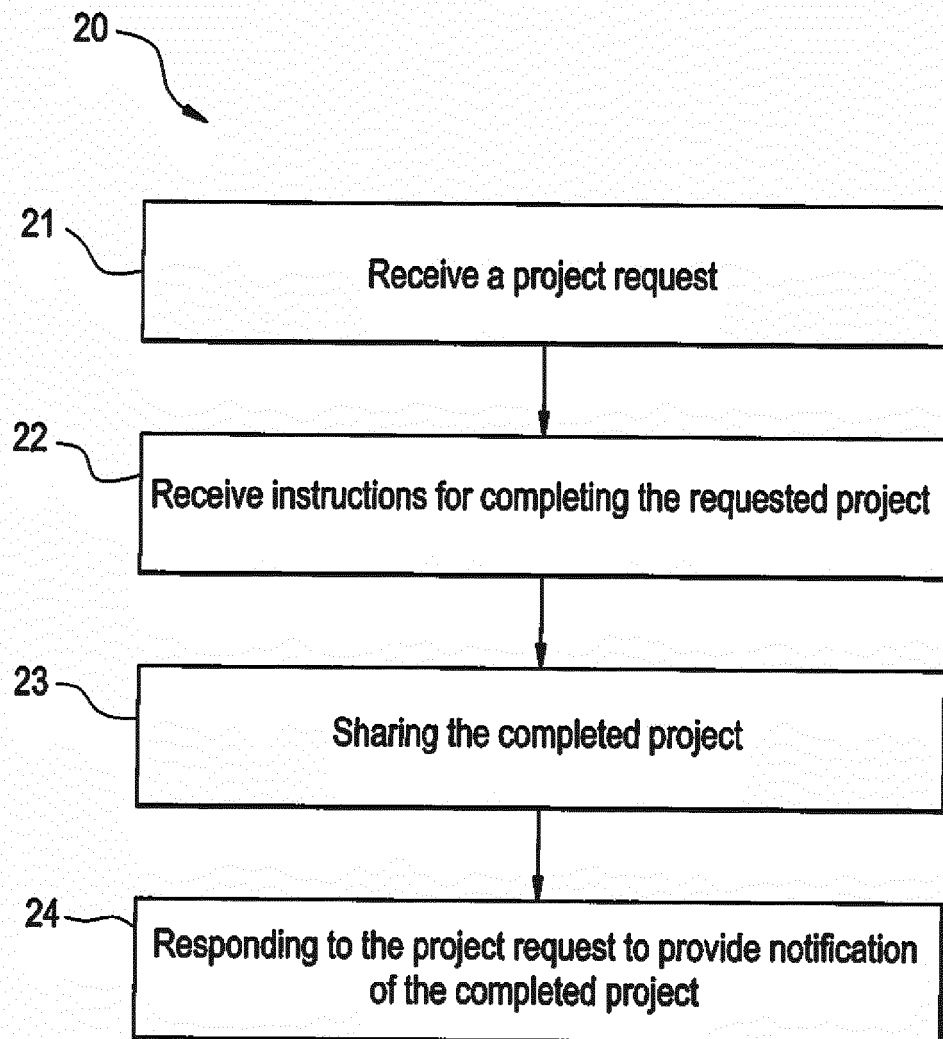 20
21
Receive a project request
22
Receive instructions for completing the requested project
23
Sharing the completed project
24
Responding to the project request to provide notification
of the completed project